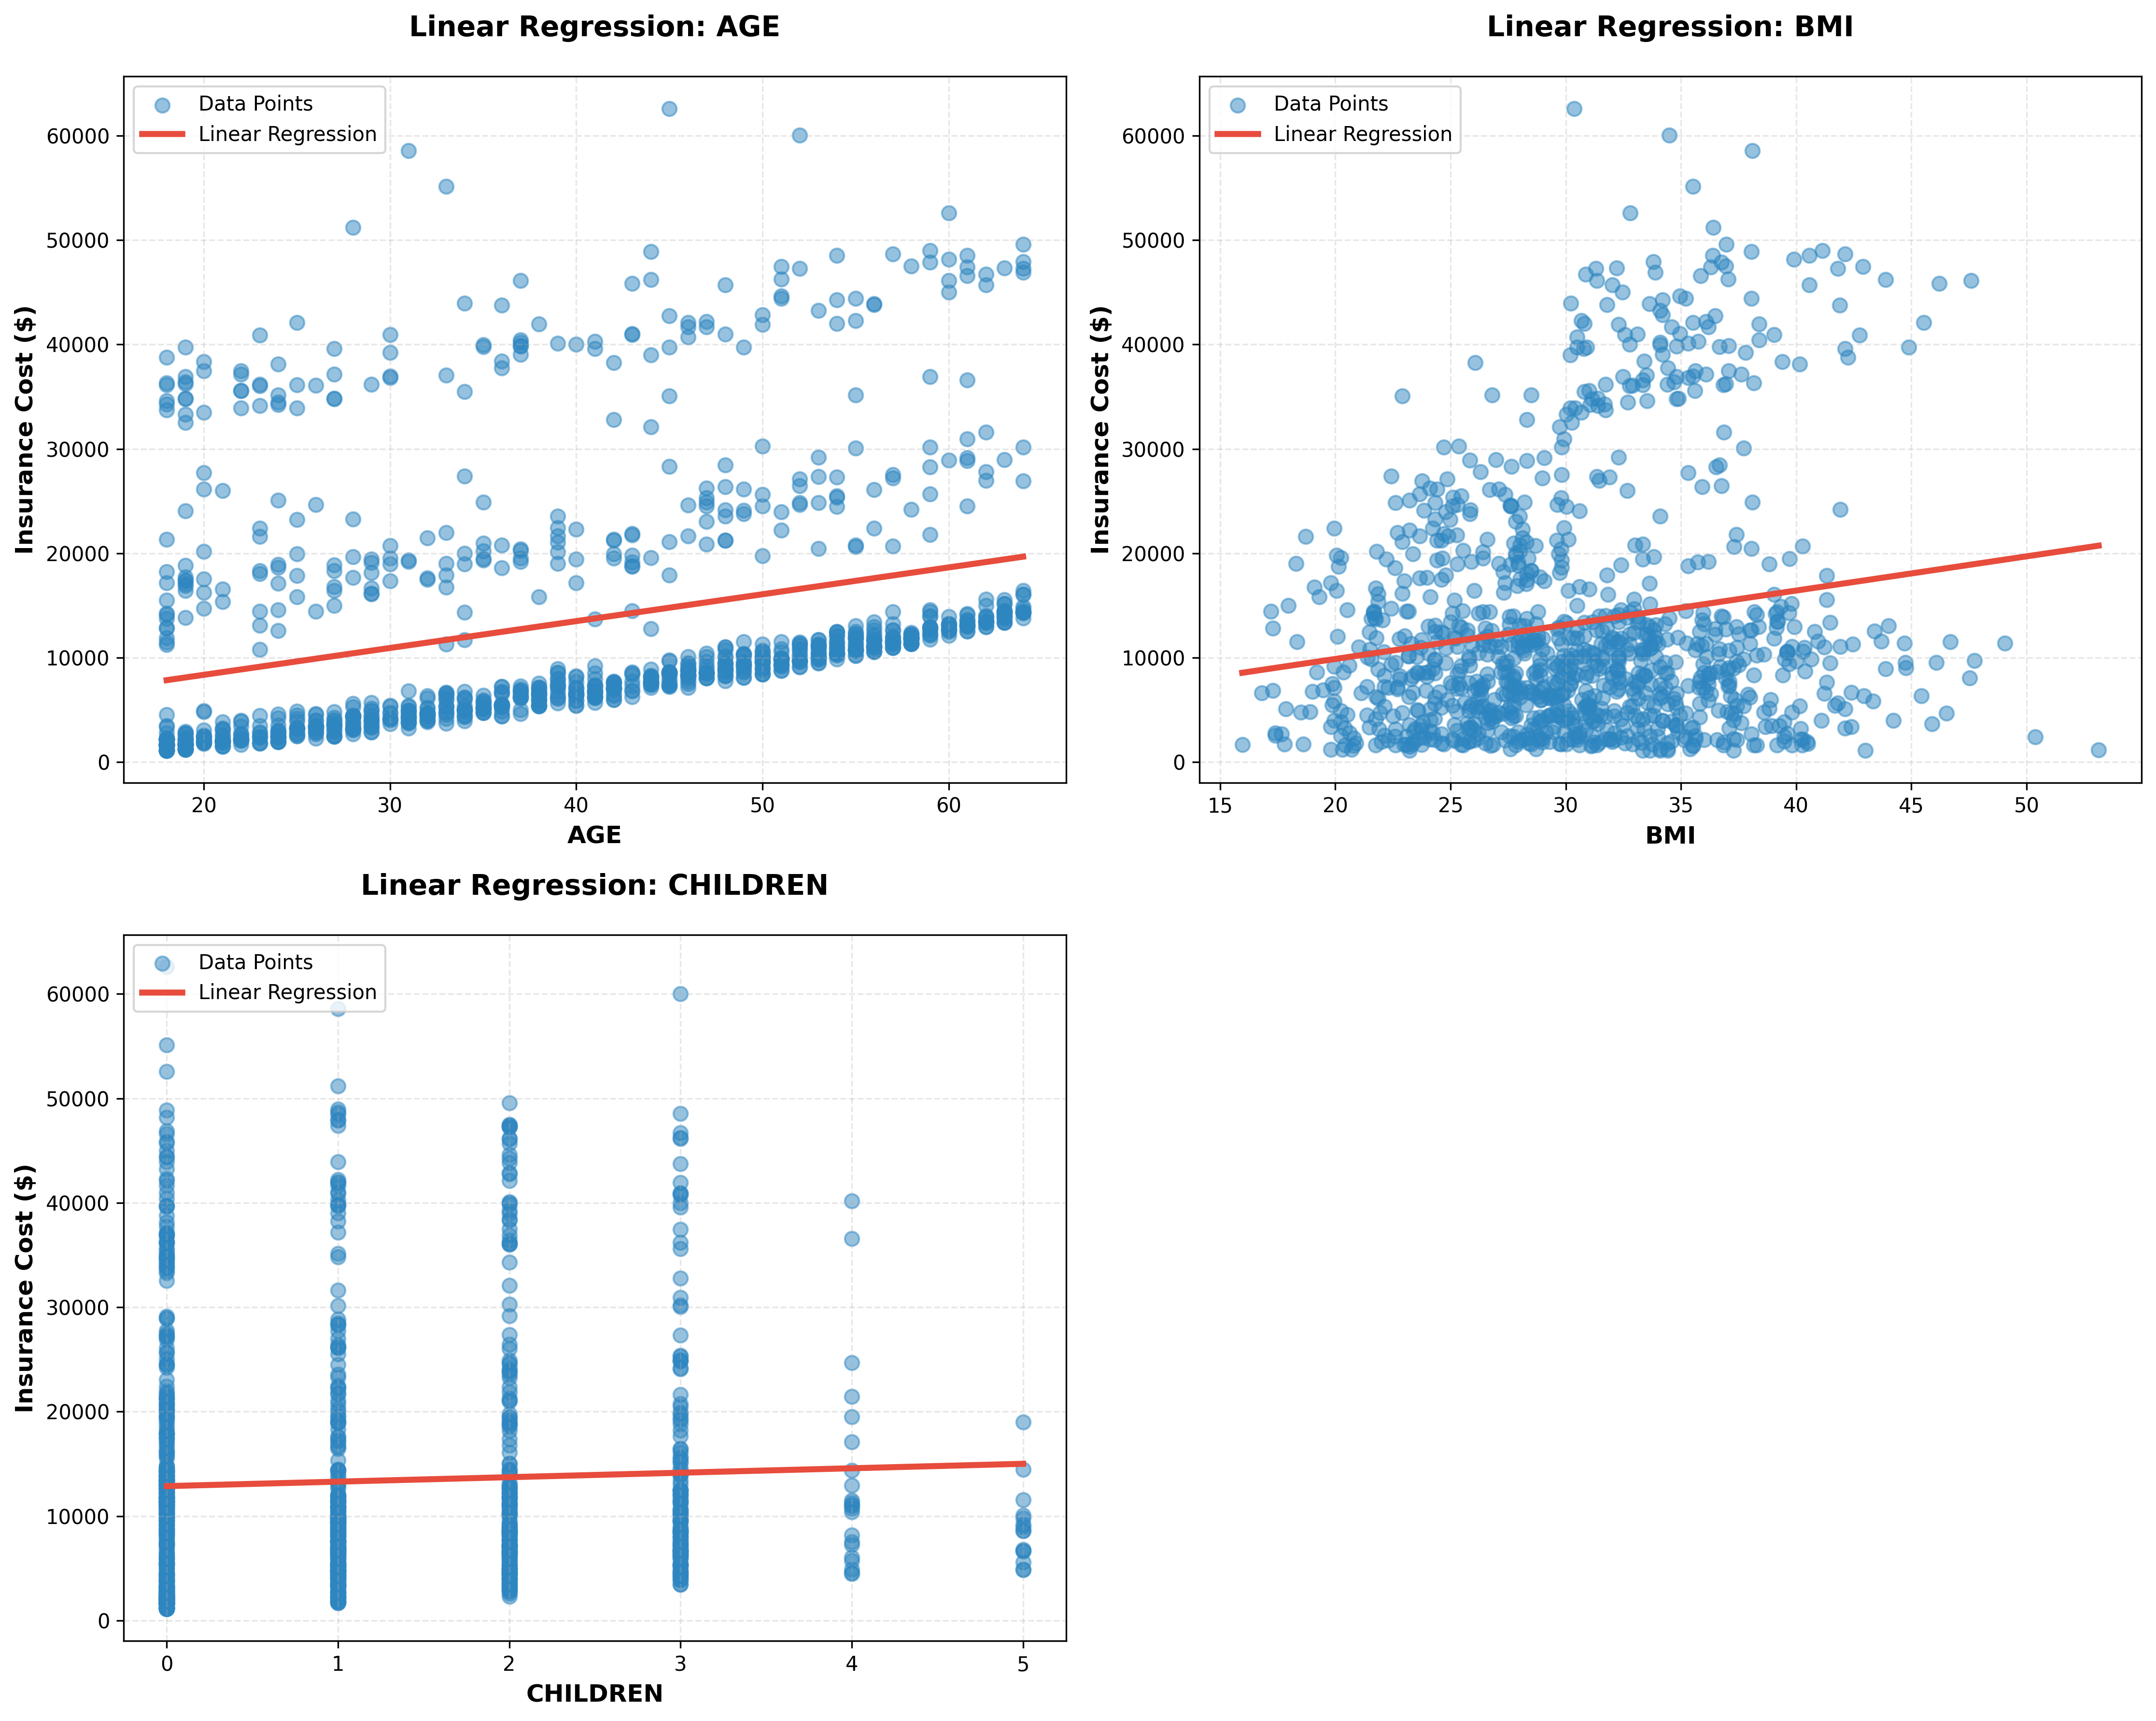 Linear Regression: AGE
Data Points
Linear Regression
Insurance Cost ($)
60000
50000
40000
30000
20000
10000
0
20 30 40 50 60
AGE
Linear Regression: BMI
Data Points
Linear Regression
Insurance Cost ($)
60000
50000
40000
30000
20000
10000
0
15 20 25 30 35 40 45 50
BMI
Linear Regression: CHILDREN
Data Points
Linear Regression
Insurance Cost ($)
60000
50000
40000
30000
20000
10000
0
0 1 2 3 4 5
CHILDREN